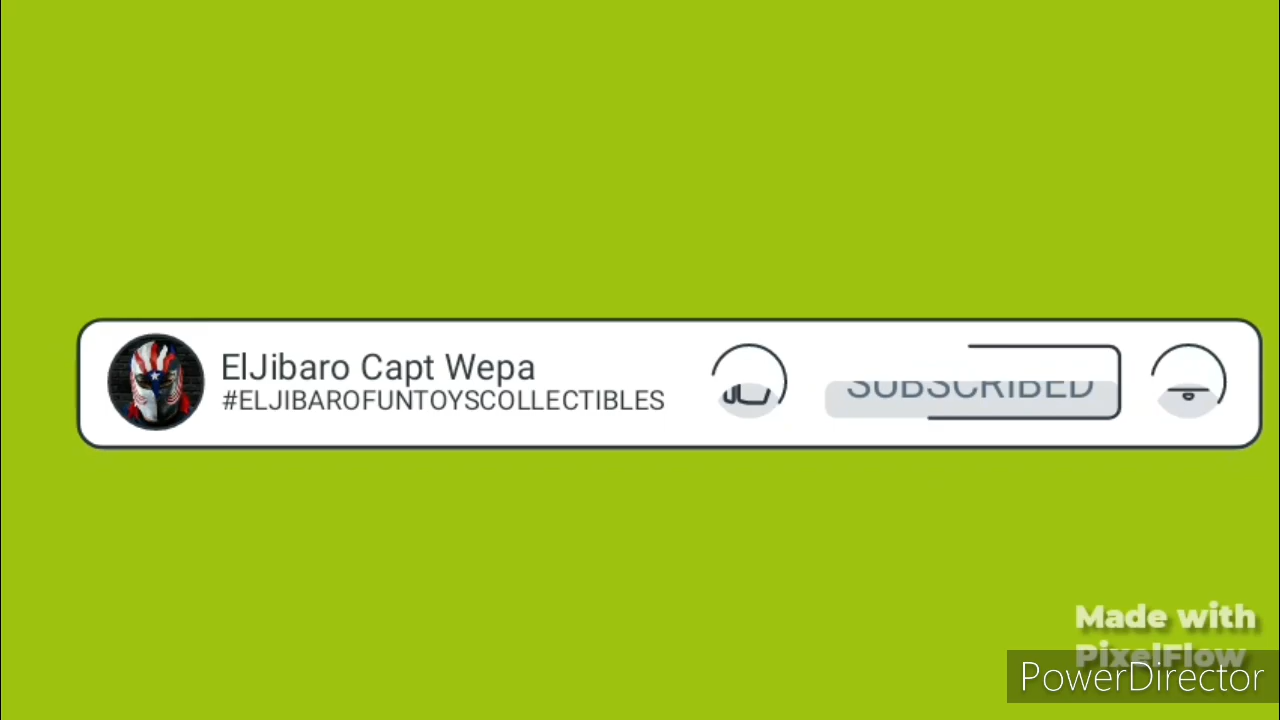 ElJibaro Capt Wepa
#ELJIBAROFUNTOYSCOLLECTIBLES
SUBSCRIBED
Made with
PixelFlow
PowerDirector